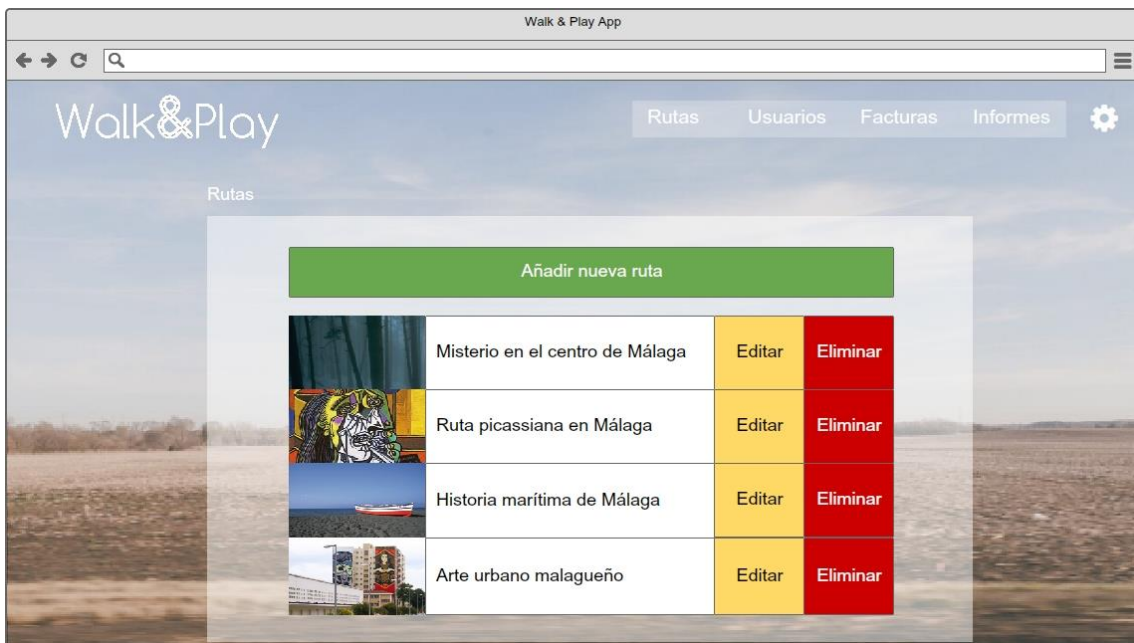 Walk & Play App
Walk&Play
Rutas Usuarios Facturas Informes
Rutas
Añadir nueva ruta
Misterio en el centro de Málaga Editar Eliminar
Ruta picassiana en Málaga Editar Eliminar
Historia marítima de Málaga Editar Eliminar
Arte urbano malagueño Editar Eliminar